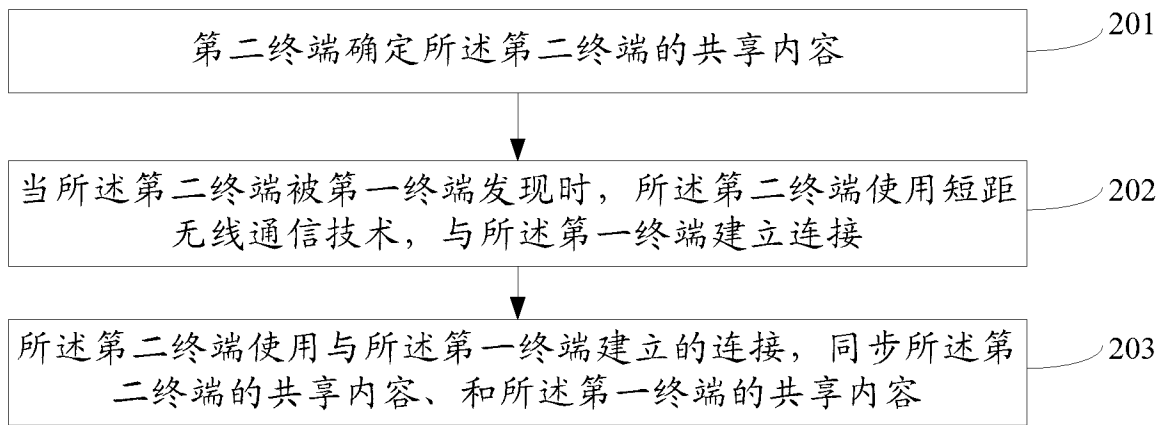 第二终端确定所述第二终端的共享内容
201
当所述第二终端被第一终端发现时，所述第二终端使用短距
无线通信技术，与所述第一终端建立连接
202
所述第二终端使用与所述第一终端建立的连接，同步所述第
二终端的共享内容、和所述第一终端的共享内容
203